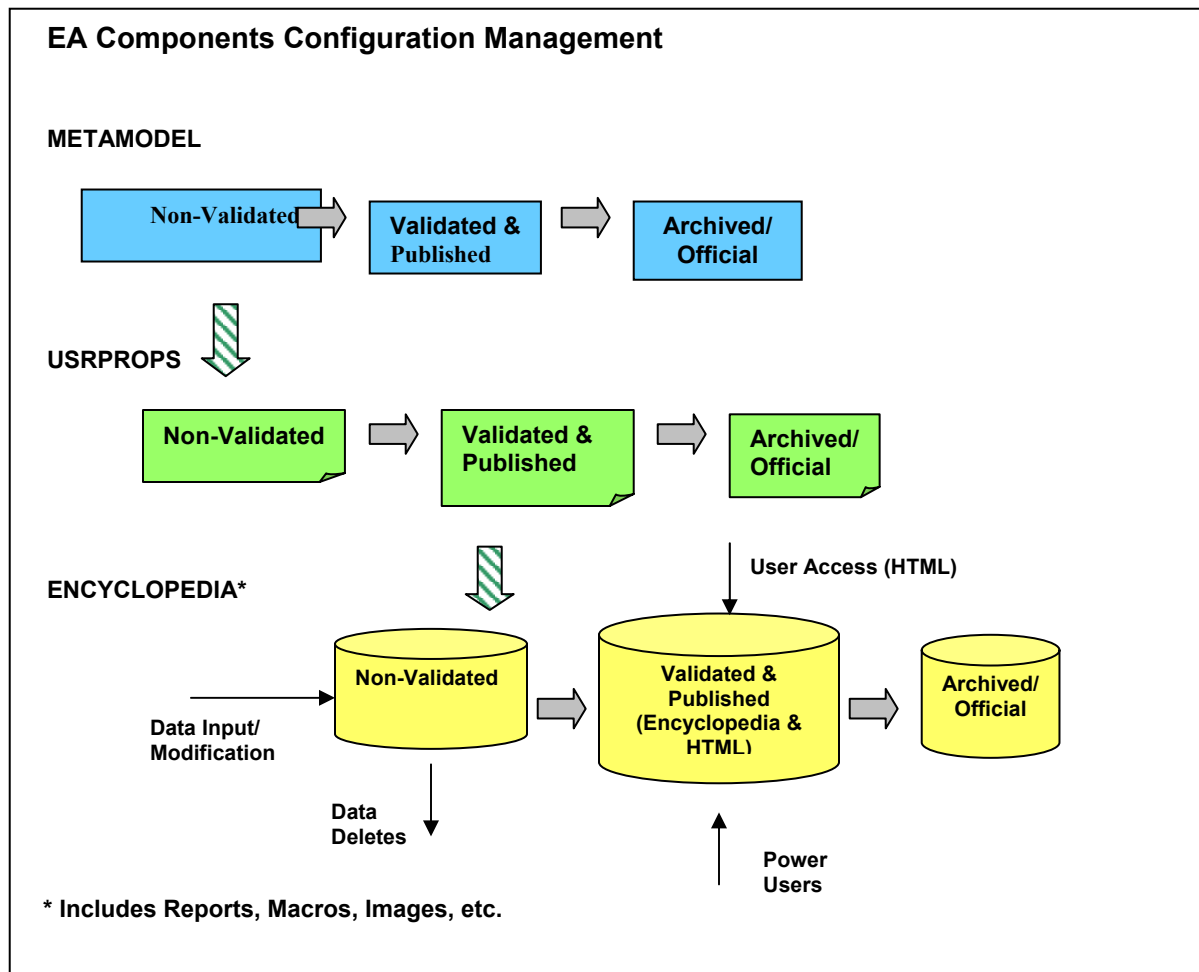 EA Components Configuration Management
METAMODEL
Non-Validated
Validated &
Published
Archived/
Official
USRPROPS
Non-Validated
Validated &
Published
Archived/
Official
ENCYCLOPEDIA*
User Access (HTML)
Non-Validated
Validated &
Published
(Encyclopedia &
HTML)
Archived/
Official
Data Input/
Modification
Data
Deletes
Power
Users
* Includes Reports, Macros, Images, etc.